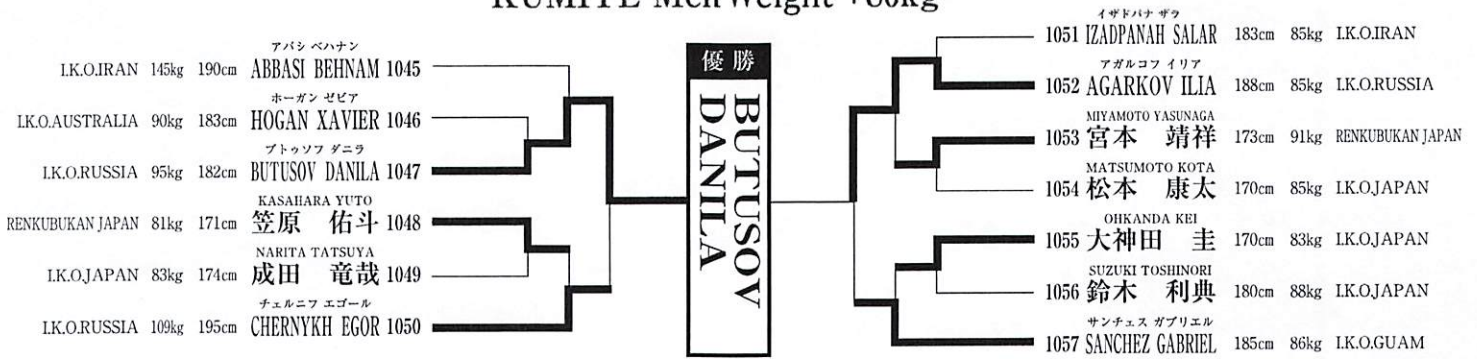 KUMITE Men Weight +80kg
アバシ ベハナン
I.K.O.IRAN 145kg 190cm ABBASI BEHNAM 1045
ホーガン ゼビア
I.K.O.AUSTRALIA 90kg 183cm HOGAN XAVIER 1046
ブトゥソフ ダニラ
I.K.O.RUSSIA 95kg 182cm BUTUSOV DANILA 1047
KASAHARA YUTO
RENKUBUKAN JAPAN 81kg 171cm 笠原 佑斗 1048
NARITA TATSUYA
I.K.O.JAPAN 83kg 174cm 成田 竜哉 1049
チェルニフ エゴール
I.K.O.RUSSIA 109kg 195cm CHERNYKH EGOR 1050
優勝
BUTUSOV
DANILA
イザドパナ サラ
1051 IZADPANAH SALAR 183cm 85kg I.K.O.IRAN
アガルコフ イリア
1052 AGARKOV ILIA 188cm 85kg I.K.O.RUSSIA
MIYAMOTO YASUNAGA
1053 宮本 靖祥 173cm 91kg RENKUBUKAN JAPAN
MATSUMOTO KOTA
1054 松本 康太 170cm 85kg I.K.O.JAPAN
OHKANDA KEI
1055 大神田 圭 170cm 83kg I.K.O.JAPAN
SUZUKI TOSHINORI
1056 鈴木 利典 180cm 88kg I.K.O.JAPAN
サンチェス ガブリエル
1057 SANCHEZ GABRIEL 185cm 86kg I.K.O.GUAM